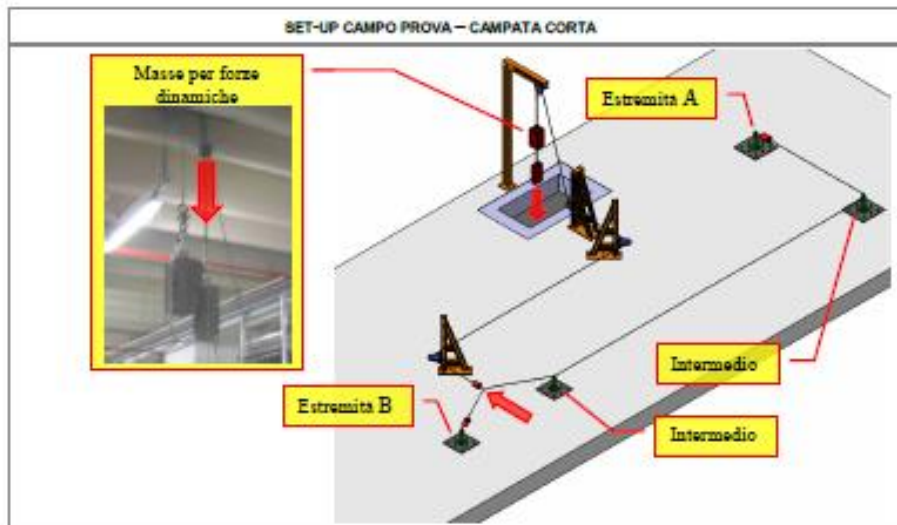 SET-UP CAMPO PROVA – CAMPATA CORTA
Masse per forze
dinamiche
Estremità A
Intermedio
Estremità B
Intermedio